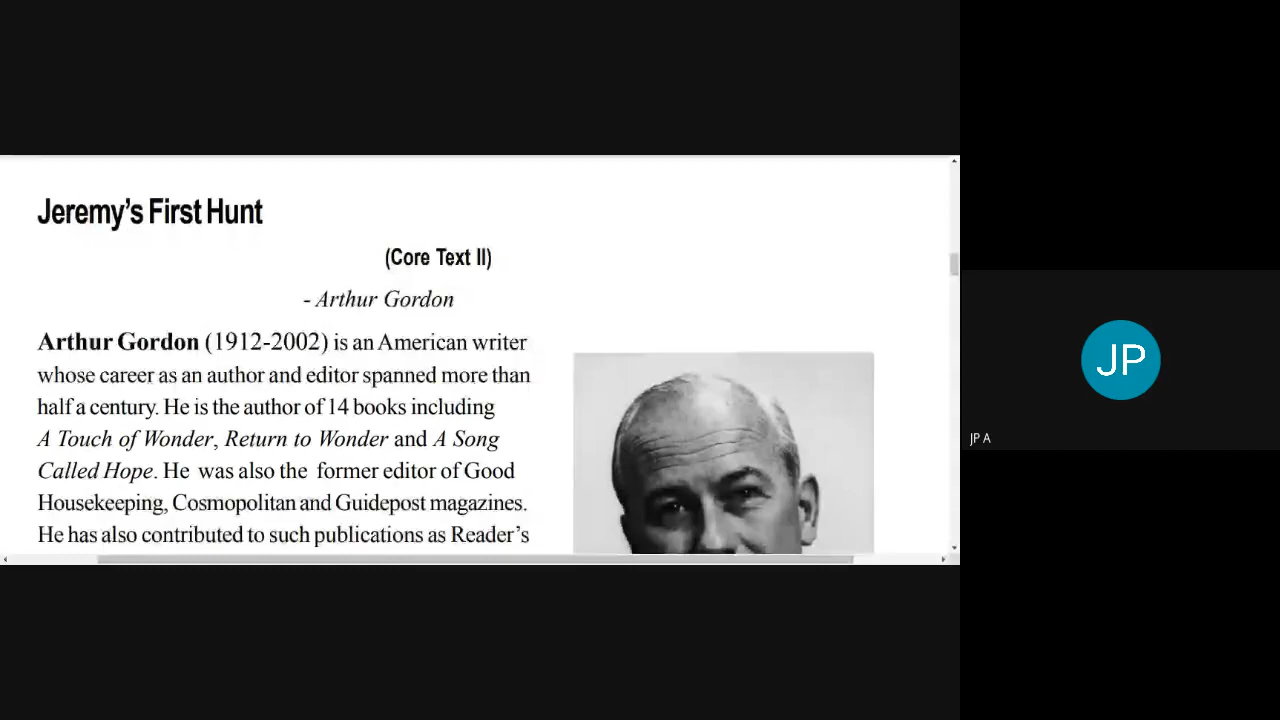 Jeremy's First Hunt
(Core Text II)
- Arthur Gordon
Arthur Gordon (1912-2002) is an American writer
whose career as an author and editor spanned more than
half a century. He is the author of 14 books including
A Touch of Wonder, Return to Wonder and A Song
Called Hope. He was also the former editor of Good
Housekeeping, Cosmopolitan and Guidepost magazines.
He has also contributed to such publications as Reader's
JP
JP A